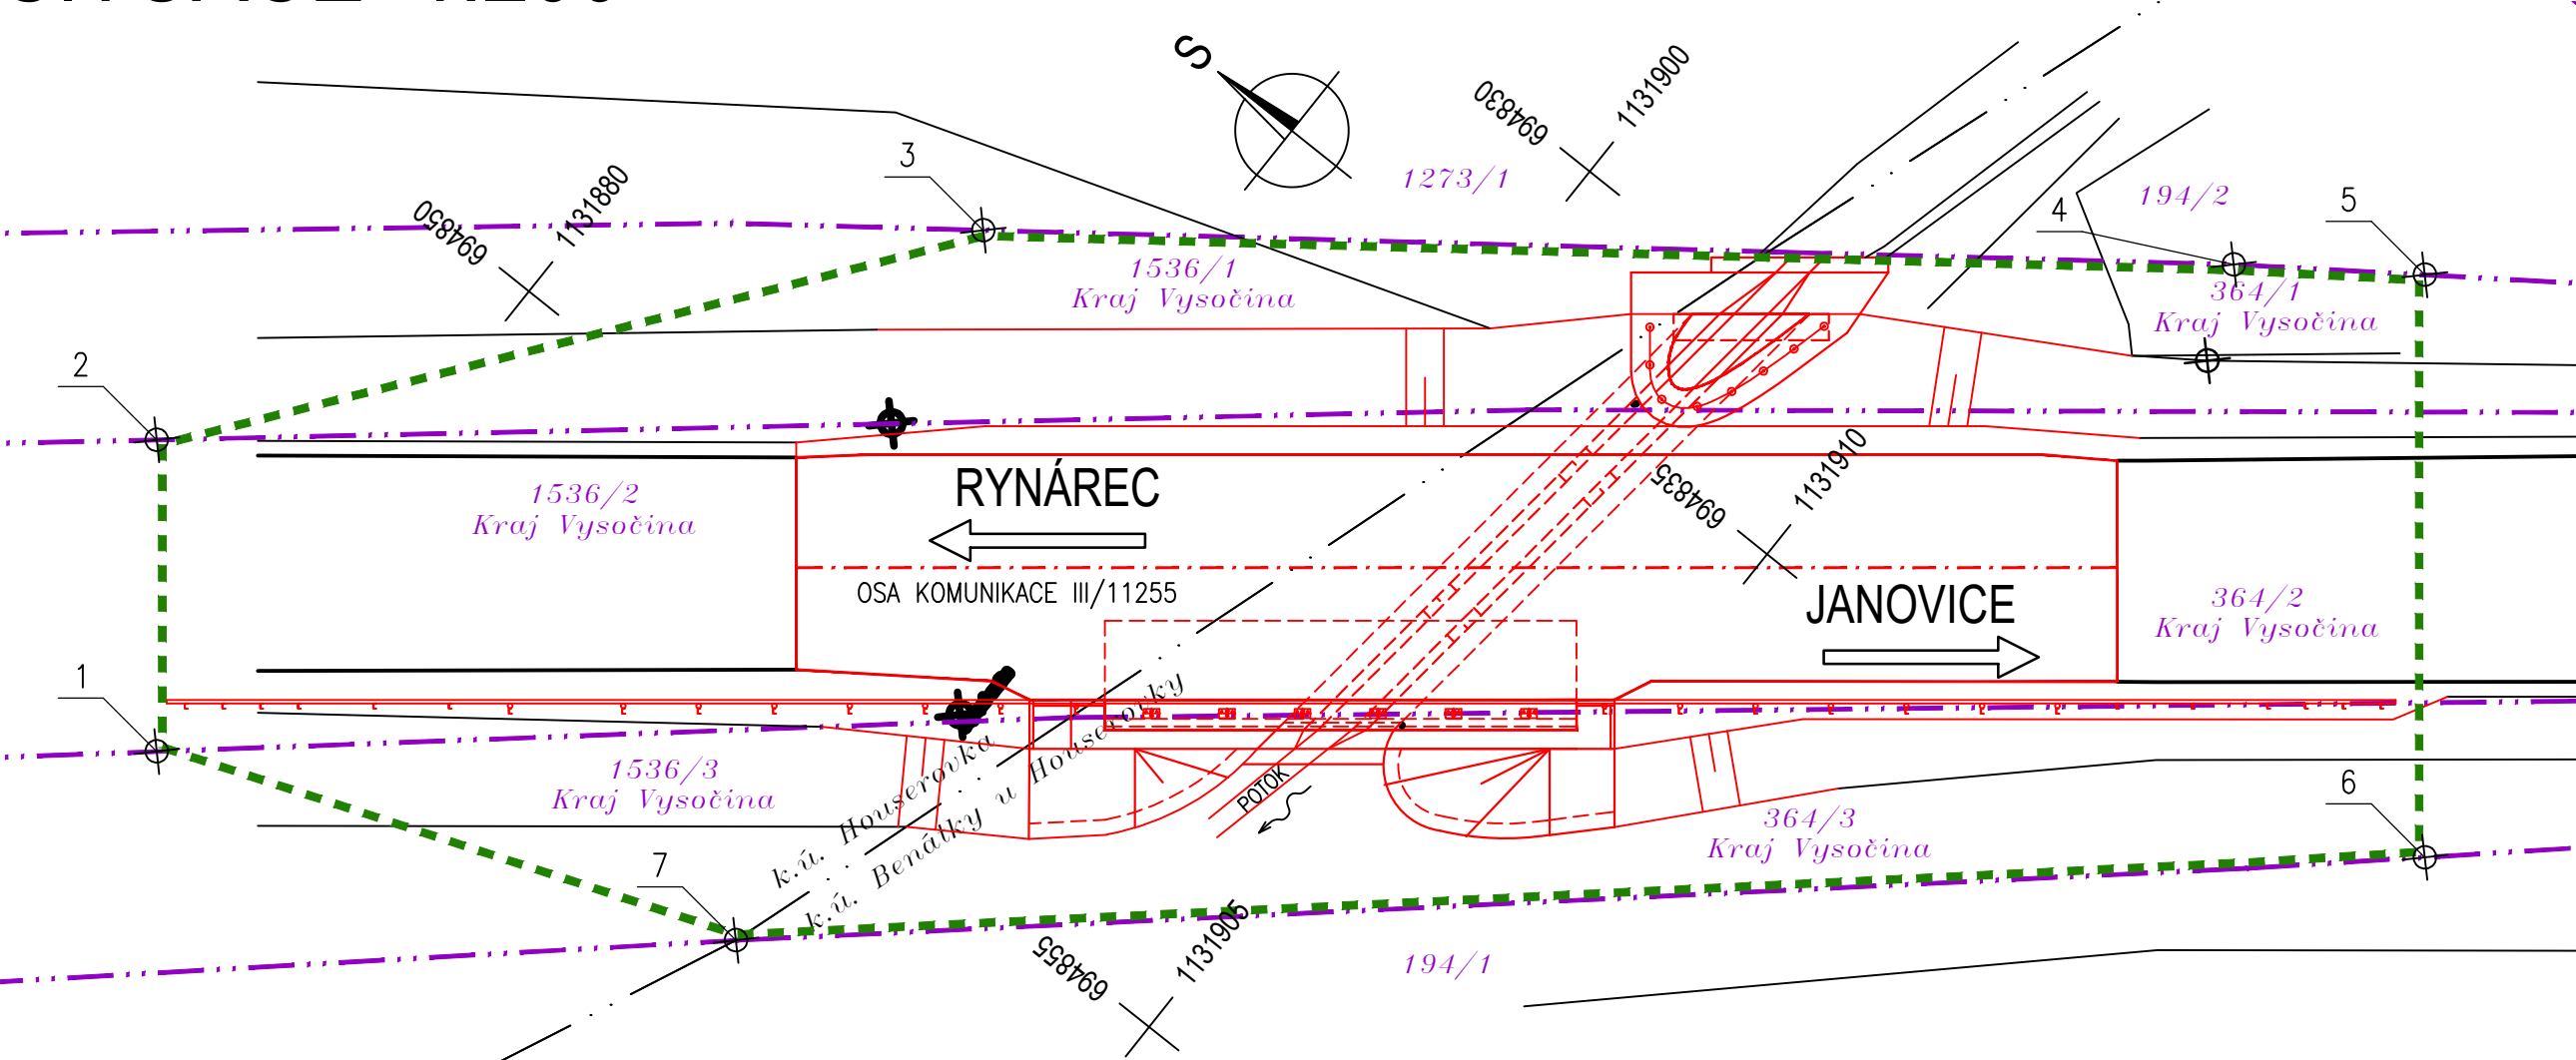 S
694830
1131900
3
1273/1
194/2
4
5
694850
1131880
1536/1
Kraj Vysočina
364/1
Kraj Vysočina
2
RYNÁREC
694835
1131910
1536/2
Kraj Vysočina
OSA KOMUNIKACE III/11255
JANOVICE
364/2
Kraj Vysočina
1
1536/3
Kraj Vysočina
k.ú. Houserovka
k.ú. Benátky u Houserovky
POTOK
364/3
Kraj Vysočina
6
7
694855
1131905
194/1